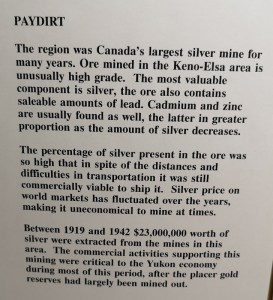 PAYDIRT
The region was Canada's largest silver mine for
many years. Ore mined in the Keno-Elsa area is
unusually high grade. The most valuable
component is silver, the ore also contains
saleable amounts of lead. Cadmium and zinc
are usually found as well, the latter in greater
proportion as the amount of silver decreases.
The percentage of silver present in the ore was
so high that in spite of the distances and
difficulties in transportation it was still
commercially viable to ship it. Silver price on
world markets has fluctuated over the years,
making it uneconomical to mine at times.
Between 1919 and 1942 $23,000,000 worth of
silver were extracted from the mines in this
area. The commercial activities supporting this
mining were critical to the Yukon economy
during most of this period, after the placer gold
reserves had largely been mined out.